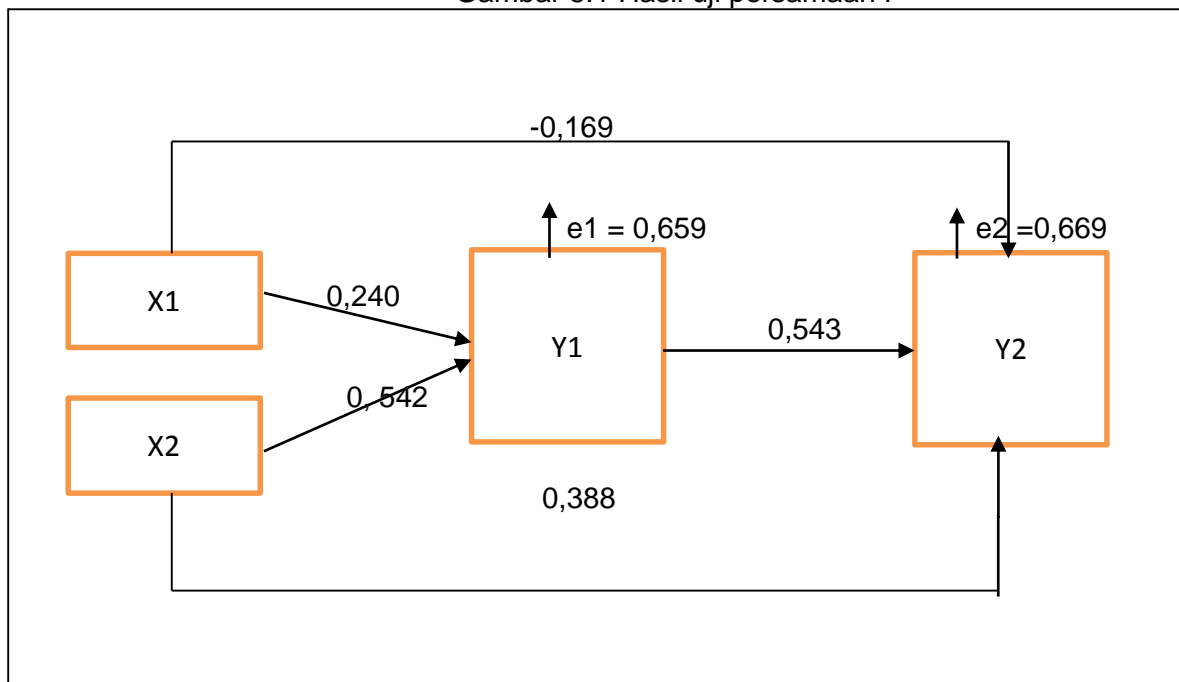 -0,169
e1 = 0,659
e2 =0,669
X1
0,240
Y1
0,543
Y2
0, 542
X2
0,388